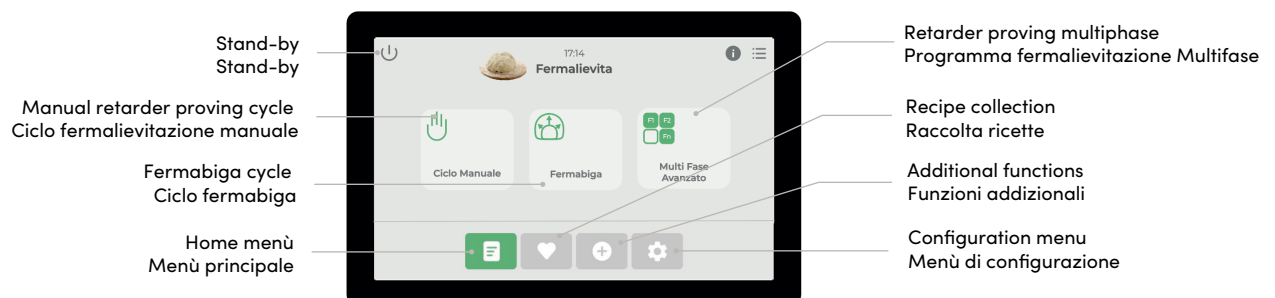 Stand-by
Stand-by
Manual retarder proving cycle
Ciclo fermalievitazione manuale
Fermabiga cycle
Ciclo fermabiga
Home menù
Menù principale
17:14
Fermalievita
i
F1 F2
Fn
Ciclo Manuale
Fermabiga
Multi Fase
Avanzato
Retarder proving multiphase
Programma fermalievitazione Multifase
Recipe collection
Raccolta ricette
Additional functions
Funzioni addizionali
Configuration menu
Menù di configurazione